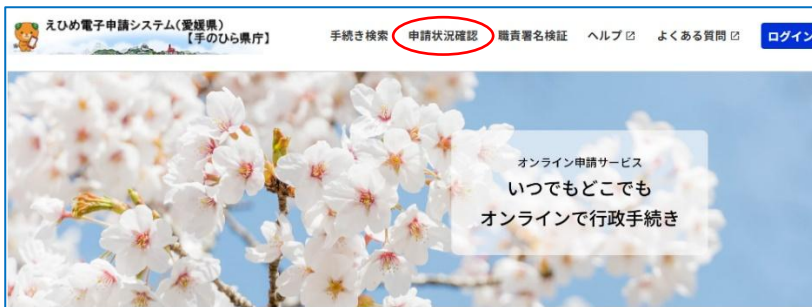 えひめ電子申請システム(愛媛県)
【手のひら県庁】
手続き検索 申請状況確認 職責署名検証 ヘルプ よくある質問 ログイン
オンライン申請サービス
いつでもどこでも
オンラインで行政手続き